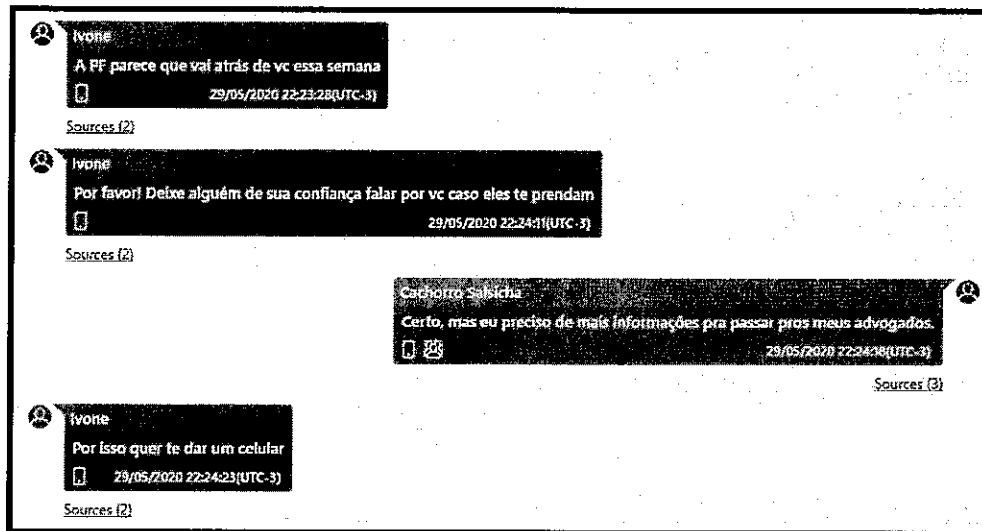 Ivone
A PF parece que vai atrás de vc essa semana
29/05/2020 22:23:28(UTC-3)
Sources (2)
Ivone
Por favor! Deixe alguém de sua confiança falar por vc caso eles te prendam
29/05/2020 22:24:11(UTC-3)
Sources (2)
Cachorro Salsicha
Certo, mas eu preciso de mais informações pra passar pros meus advogados.
29/05/2020 22:24:18(UTC-3)
Sources (3)
Ivone
Por isso quer te dar um celular
29/05/2020 22:24:23(UTC-3)
Sources (2)